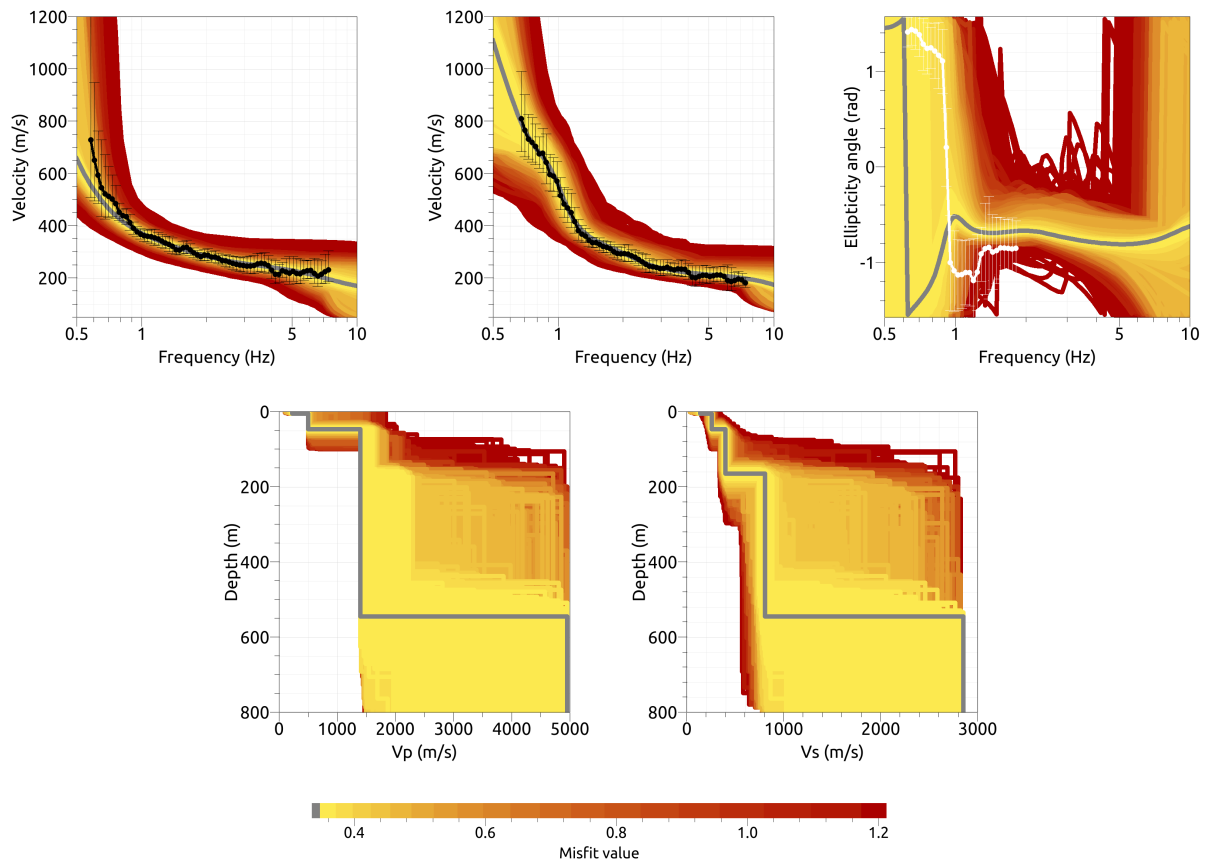 1200
1000
800
600
400
200
Velocity (m/s)
0.5 1 5 10
Frequency (Hz)
1200
1000
800
600
400
200
Velocity (m/s)
0.5 1 5 10
Frequency (Hz)
1
0
-1
Ellipticity angle (rad)
0.5 1 5 10
Frequency (Hz)
0
200
400
600
800
Depth (m)
0 1000 2000 3000 4000 5000
Vp (m/s)
0
200
400
600
800
Depth (m)
0 1000 2000 3000
Vs (m/s)
0.4 0.6 0.8 1.0 1.2
Misfit value